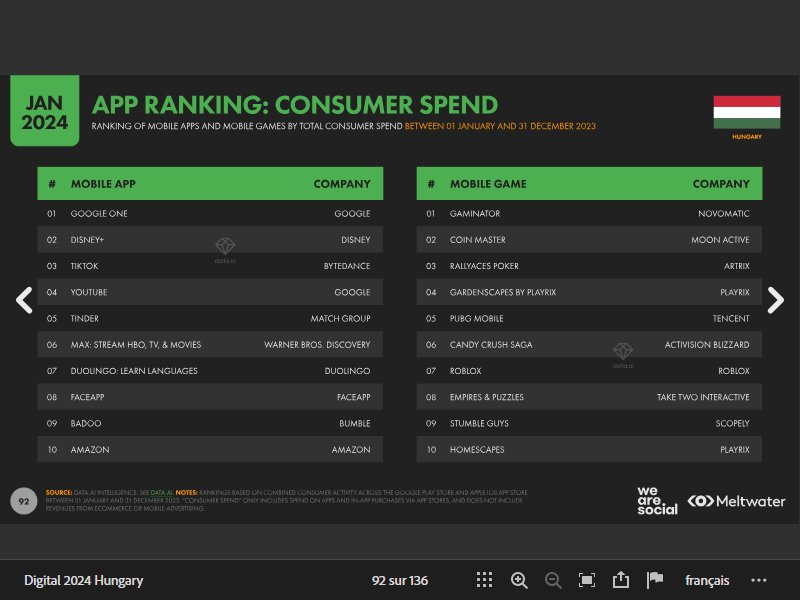 JAN
2024
APP RANKING: CONSUMER SPEND
RANKING OF MOBILE APPS AND MOBILE GAMES BY TOTAL CONSUMER SPEND BETWEEN 01 JANUARY AND 31 DECEMBER 2023
HUNGARY
# MOBILE APP COMPANY
01 GOOGLE ONE GOOGLE
02 DISNEY+ DISNEY
03 TIKTOK BYTEDANCE
04 YOUTUBE GOOGLE
05 TINDER MATCH GROUP
06 MAX: STREAM HBO, TV, & MOVIES WARNER BROS. DISCOVERY
07 DUOLINGO: LEARN LANGUAGES DUOLINGO
08 FACEAPP FACEAPP
09 BADOO BUMBLE
10 AMAZON AMAZON
data.ai
# MOBILE GAME COMPANY
01 GAMINATOR NOVOMATIC
02 COIN MASTER MOON ACTIVE
03 RALLYACES POKER ARTRIX
04 GARDENSCAPES BY PLAYRIX PLAYRIX
05 PUBG MOBILE TENCENT
06 CANDY CRUSH SAGA ACTIVISION BLIZZARD
07 ROBLOX ROBLOX
08 EMPIRES & PUZZLES TAKE TWO INTERACTIVE
09 STUMBLE GUYS SCOPELY
10 HOMESCAPES PLAYRIX
data.ai
92
SOURCE: DATA.AI INTELLIGENCE. SEE DATA.AI. NOTES: RANKINGS BASED ON COMBINED CONSUMER ACTIVITY ACROSS THE GOOGLE PLAY STORE AND APPLE IOS APP STORE
BETWEEN 01 JANUARY AND 31 DECEMBER 2023. "CONSUMER SPEND" ONLY INCLUDES SPEND ON APPS AND IN-APP PURCHASES VIA APP STORES, AND DOES NOT INCLUDE
REVENUES FROM ECOMMERCE OR MOBILE ADVERTISING.
we
are.
social
Meltwater
Digital 2024 Hungary
92 sur 136
français